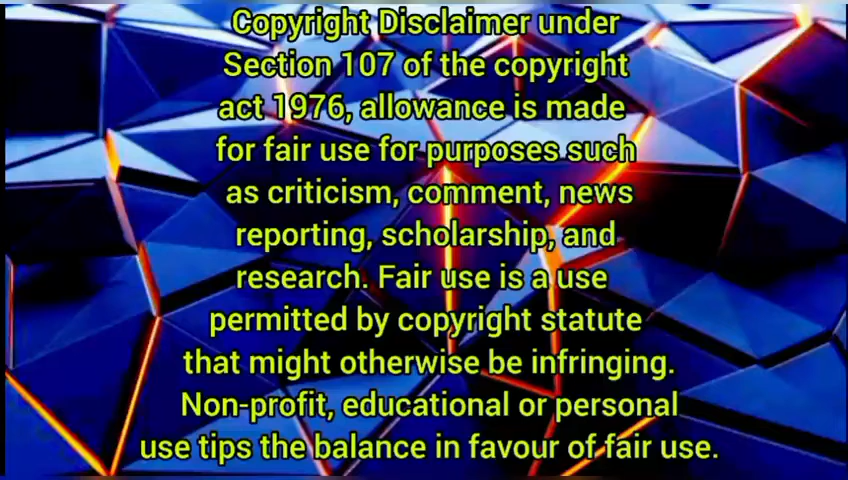 Copyright Disclaimer under
Section 107 of the copyright
act 1976, allowance is made
for fair use for purposes such
as criticism, comment, news
reporting, scholarship, and
research. Fair use is a use
permitted by copyright statute
that might otherwise be infringing.
Non-profit, educational or personal
use tips the balance in favour of fair use.